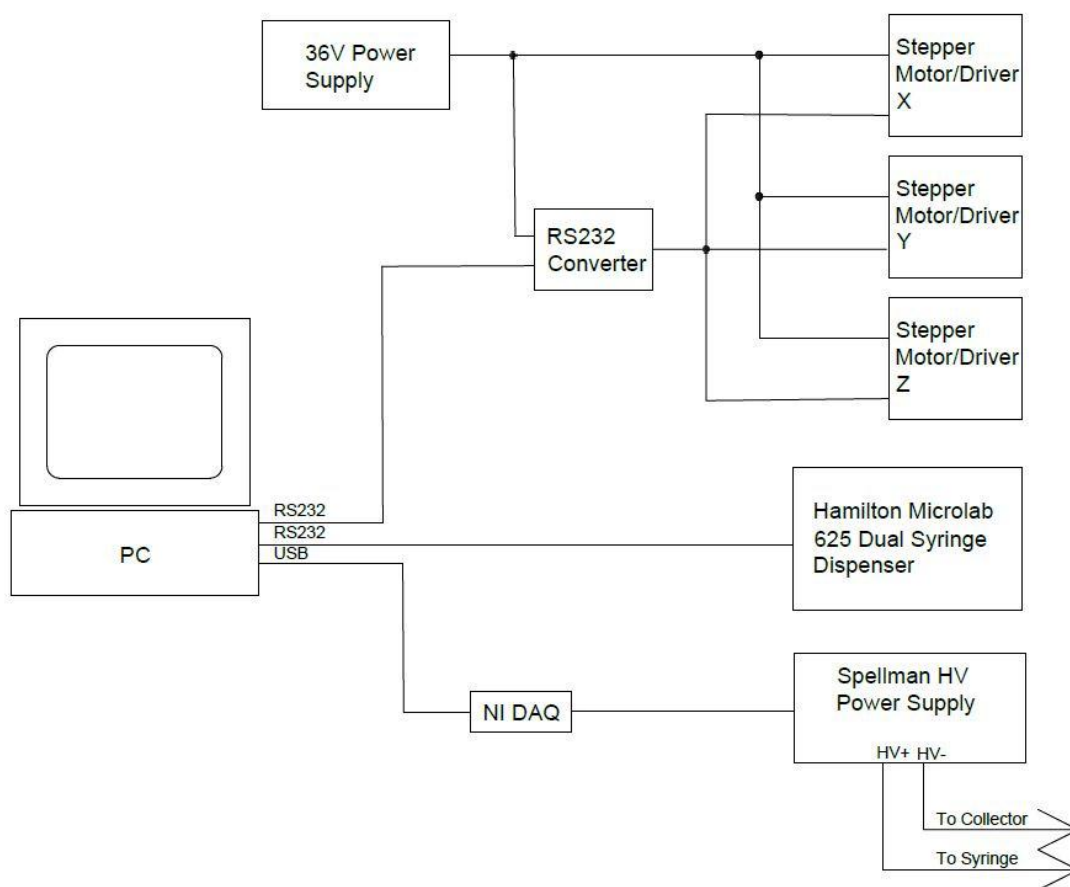 36V Power
Supply
Stepper
Motor/Driver
X
Stepper
Motor/Driver
Y
RS232
Converter
Stepper
Motor/Driver
Z
RS232
RS232
USB
PC
Hamilton Microlab
625 Dual Syringe
Dispenser
NI DAQ
Spellman HV
Power Supply
HV+ HV-
To Collector
To Syringe